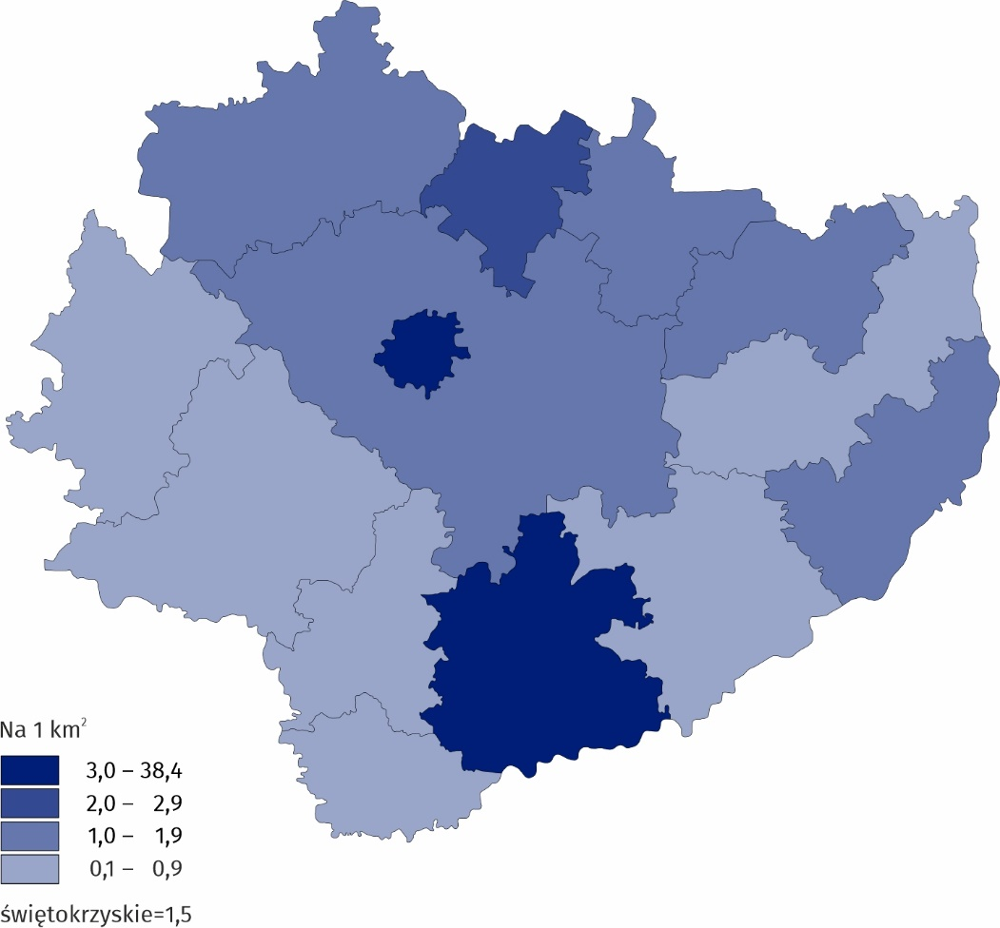 Na 1 km²
3,0 – 38,4
2,0 – 2,9
1,0 – 1,9
0,1 – 0,9
świętokrzyskie=1,5